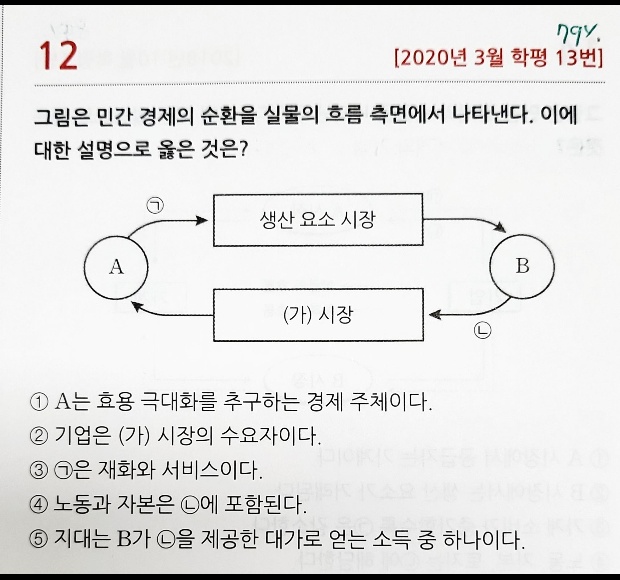 12
[2020년 3월 학평 13번]
그림은 민간 경제의 순환을 실물의 흐름 측면에서 나타낸다. 이에
대한 설명으로 옳은 것은?
㉠
생산 요소 시장
A
B
(가) 시장
㉡
① A는 효용 극대화를 추구하는 경제 주체이다.
② 기업은 (가) 시장의 수요자이다.
③ ㉠은 재화와 서비스이다.
④ 노동과 자본은 ㉡에 포함된다.
⑤ 지대는 B가 ㉡을 제공한 대가로 얻는 소득 중 하나이다.